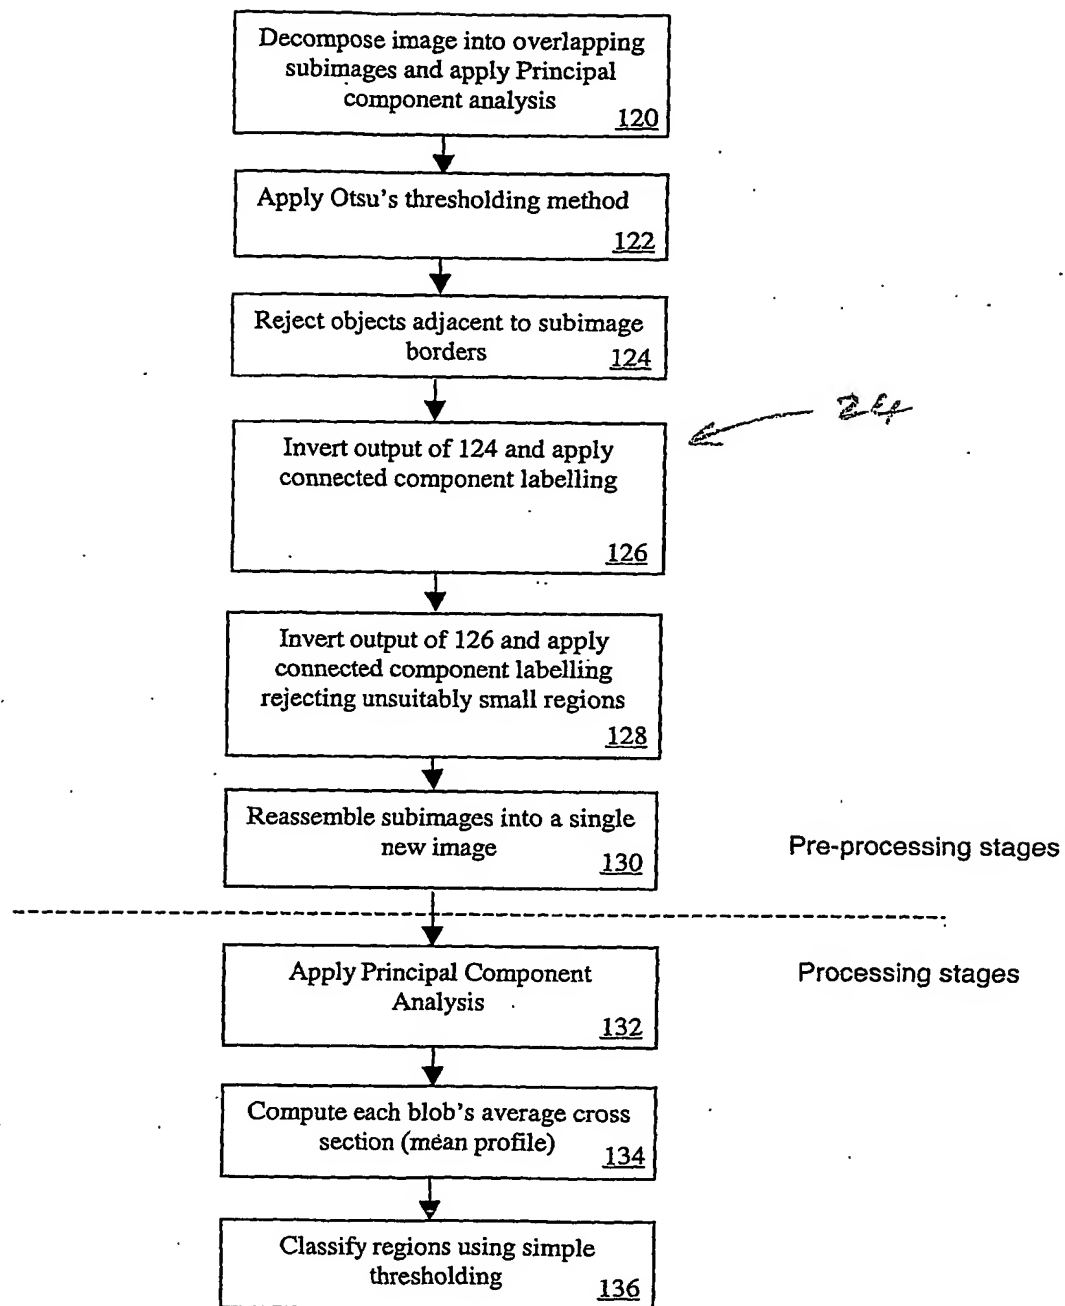 Decompose image into overlapping
subimages and apply Principal
component analysis
120
Apply Otsu's thresholding method
122
Reject objects adjacent to subimage
borders
124
24
Invert output of 124 and apply
connected component labelling
126
Invert output of 126 and apply
connected component labelling
rejecting unsuitably small regions
128
Reassemble subimages into a single
new image
130
Pre-processing stages
Processing stages
Apply Principal Component
Analysis
132
Compute each blob's average cross
section (mean profile)
134
Classify regions using simple
thresholding
136